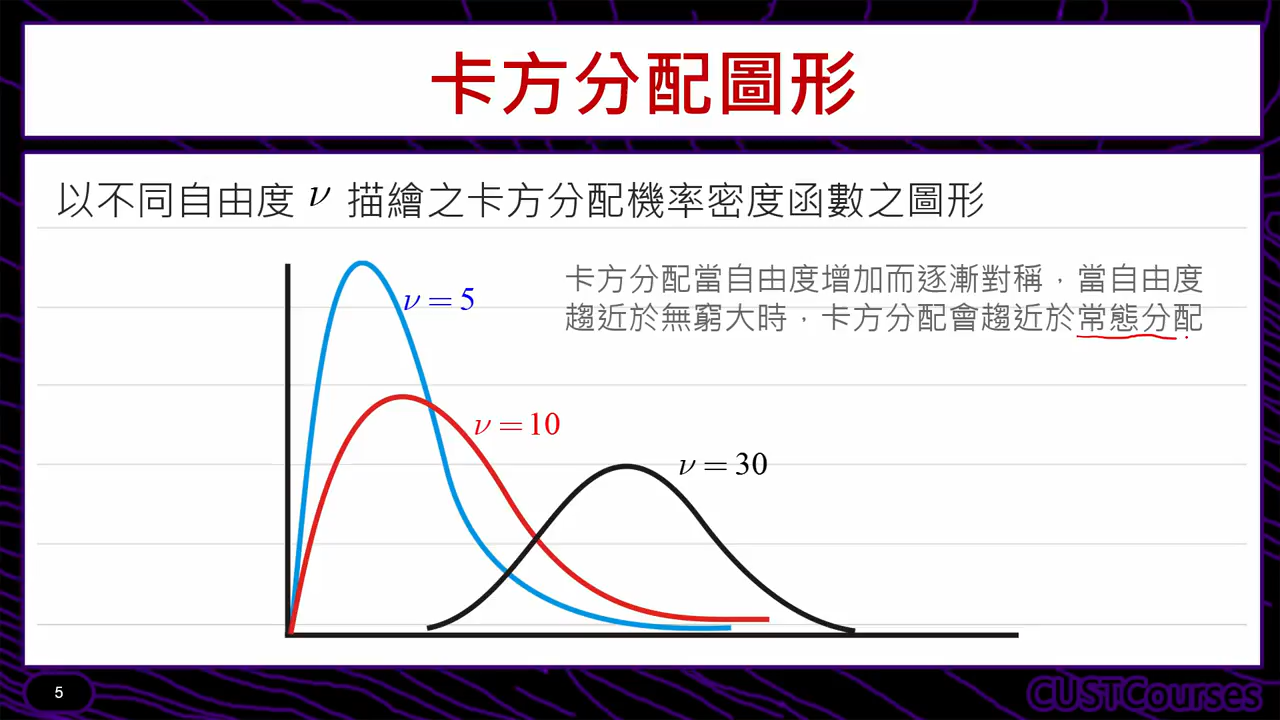 卡方分配圖形
以不同自由度 ν 描繪之卡方分配機率密度函數之圖形
卡方分配當自由度增加而逐漸對稱，當自由度
趨近於無窮大時，卡方分配會趨近於常態分配
ν = 5
ν = 10
ν = 30
5
CUSTCourses